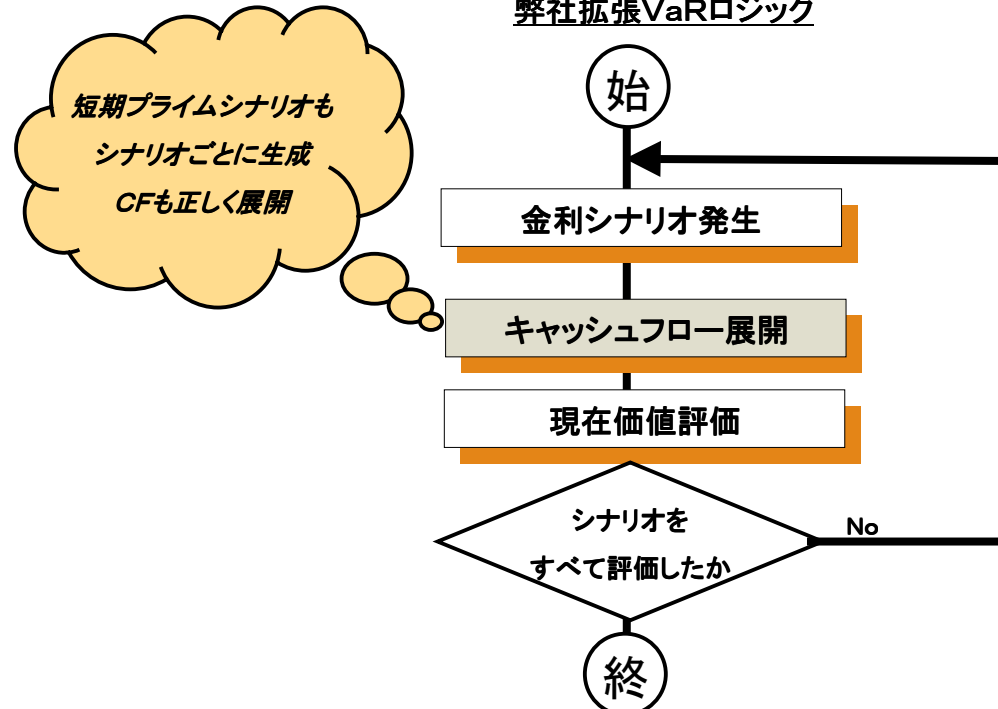 弊社拡張VaRロジック
始
短期プライムシナリオも
シナリオごとに生成
CFも正しく展開
金利シナリオ発生
キャッシュフロー展開
現在価値評価
シナリオを
すべて評価したか
No
終